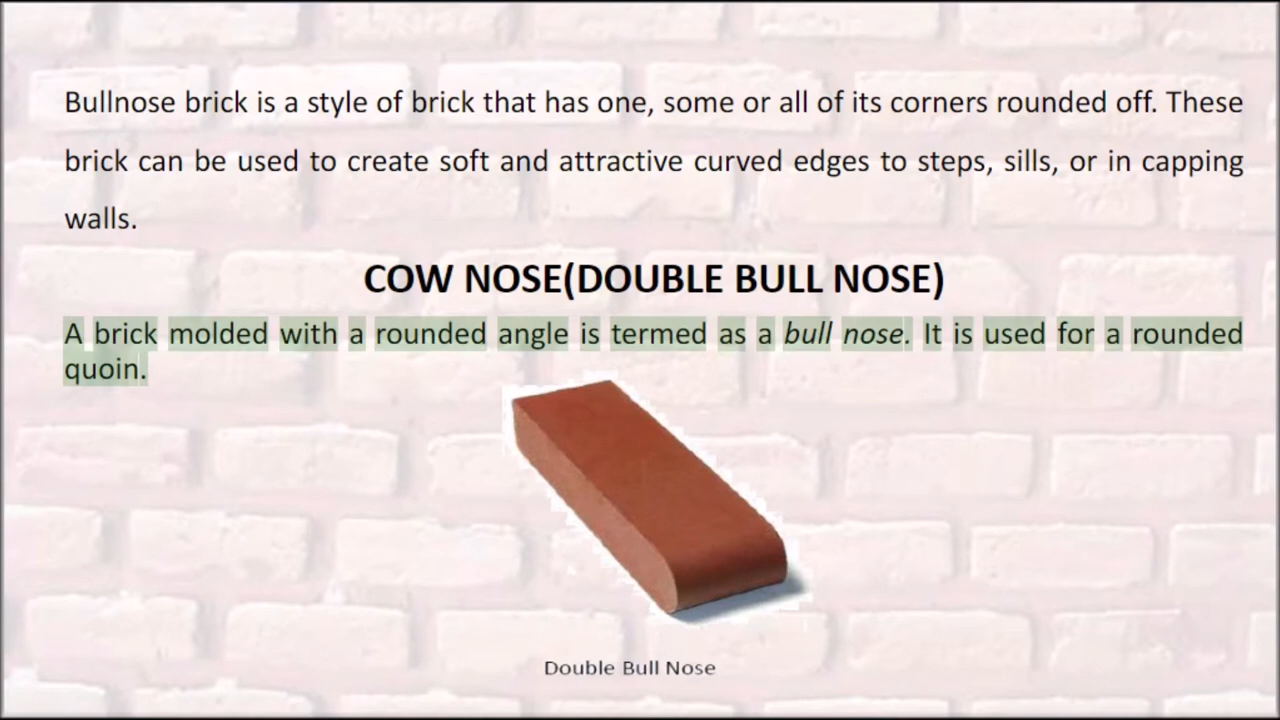 Bullnose brick is a style of brick that has one, some or all of its corners rounded off. These
brick can be used to create soft and attractive curved edges to steps, sills, or in capping
walls.
COW NOSE(DOUBLE BULL NOSE)
A brick molded with a rounded angle is termed as a bull nose. It is used for a rounded
quoin.
Double Bull Nose